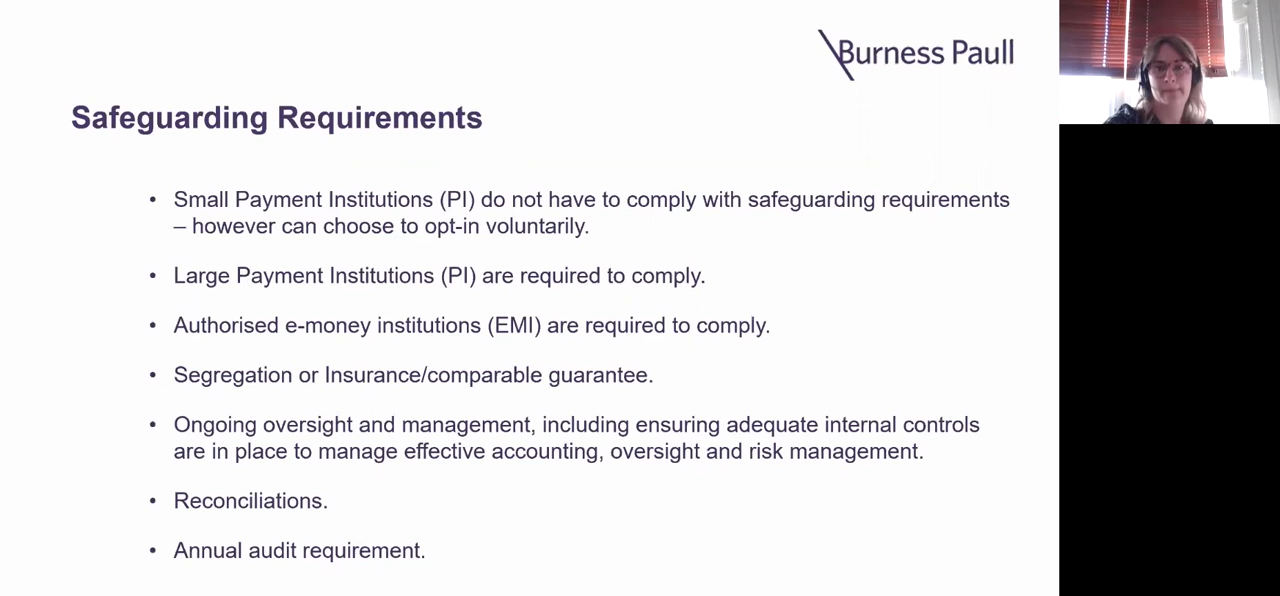 Burness Paull
Safeguarding Requirements
• Small Payment Institutions (PI) do not have to comply with safeguarding requirements
– however can choose to opt-in voluntarily.
• Large Payment Institutions (PI) are required to comply.
• Authorised e-money institutions (EMI) are required to comply.
• Segregation or Insurance/comparable guarantee.
• Ongoing oversight and management, including ensuring adequate internal controls
are in place to manage effective accounting, oversight and risk management.
• Reconciliations.
• Annual audit requirement.